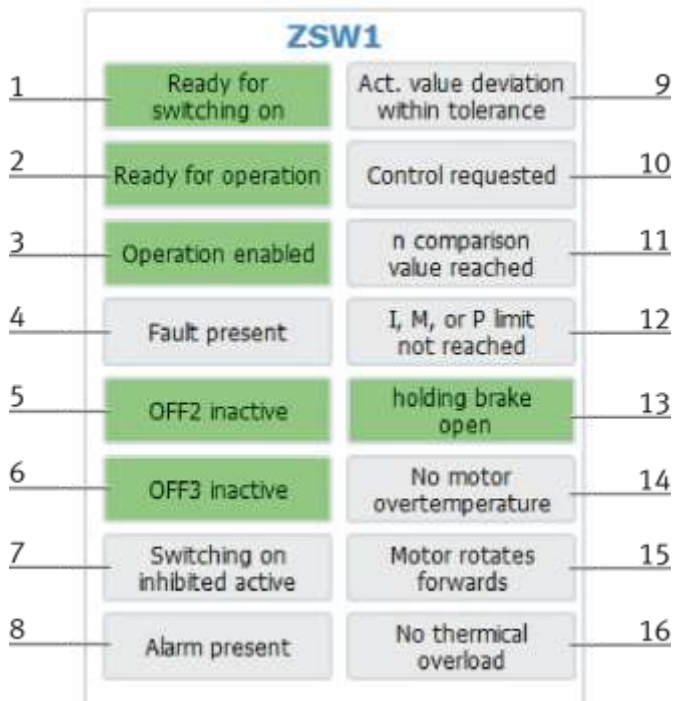 ZSW1
1
Ready for
switching on
2
Ready for operation
3
Operation enabled
4
Fault present
5
OFF2 inactive
6
OFF3 inactive
7
Switching on
inhibited active
8
Alarm present
Act. value deviation
within tolerance
9
Control requested
10
n comparison
value reached
11
I, M, or P limit
not reached
12
holding brake
open
13
No motor
overtemperature
14
Motor rotates
forwards
15
No thermal
overload
16